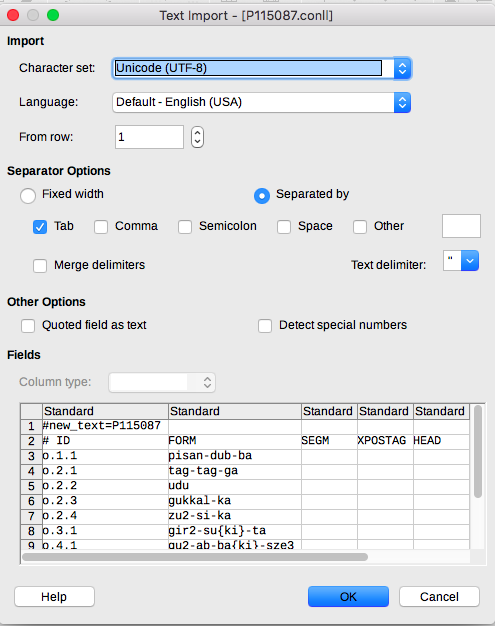 Text Import - [P115087.conll]
Import
Character set: Unicode (UTF-8)
Language: Default - English (USA)
From row: 1
Separator Options
Fixed width Separated by
Tab Comma Semicolon Space Other
Merge delimiters Text delimiter: "
Other Options
Quoted field as text Detect special numbers
Fields
Column type:
Standard Standard Standard Standard Standard
1 #new_text=P115087
2 # ID FORM SEGM XPOSTAG HEAD
3 o.1.1 pisan-dub-ba
4 o.2.1 tag-tag-ga
5 o.2.2 udu
6 o.2.3 gukkal-ka
7 o.2.4 zu2-si-ka
8 o.3.1 gir2-su{ki}-ta
9 o.4.1 gu2-ab-ba{ki}-sze3
Help OK Cancel